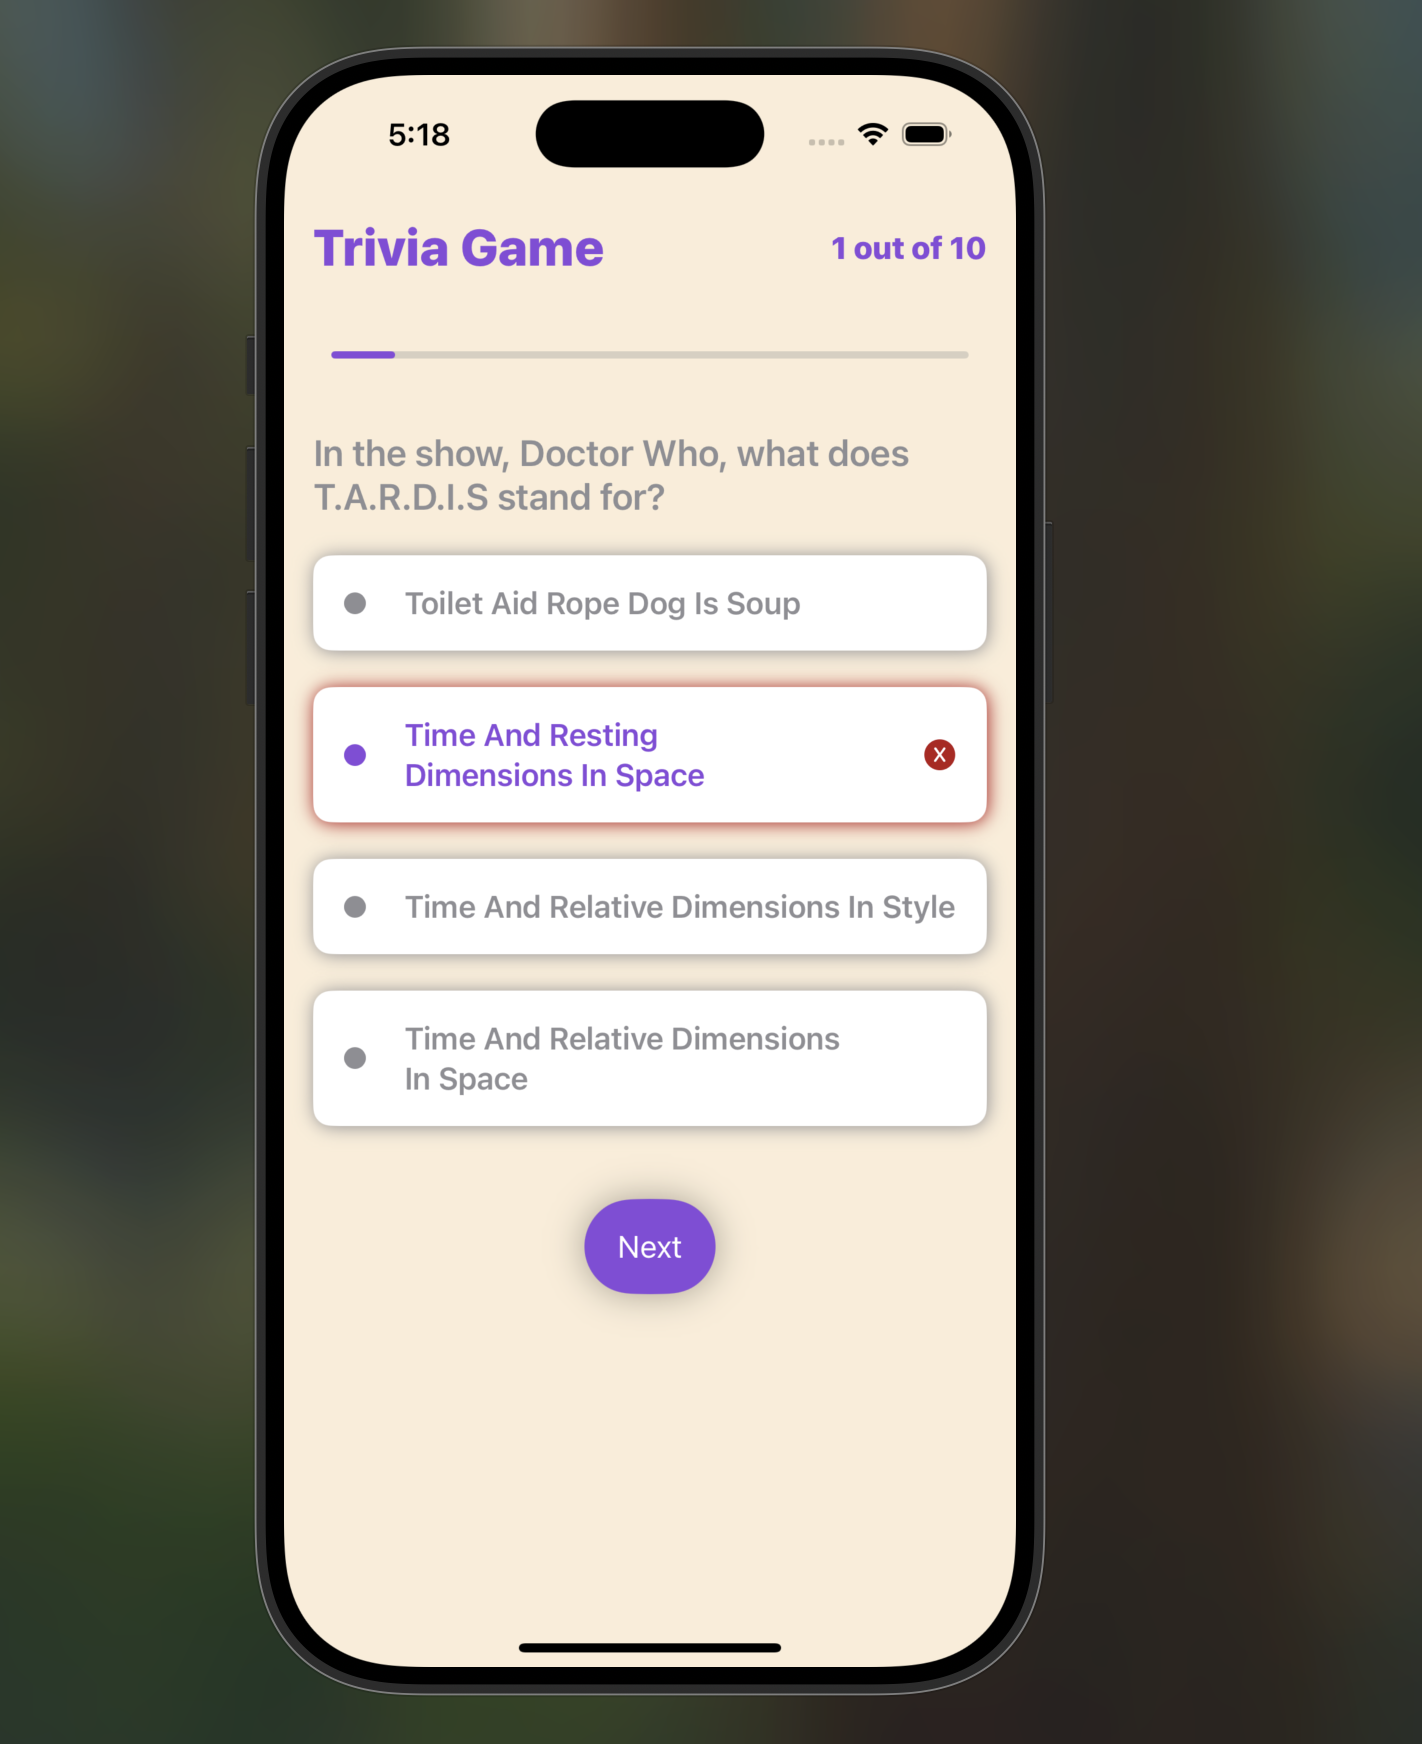 5:18
Trivia Game
1 out of 10
In the show, Doctor Who, what does
T.A.R.D.I.S stand for?
Toilet Aid Rope Dog Is Soup
Time And Resting
Dimensions In Space
X
Time And Relative Dimensions In Style
Time And Relative Dimensions
In Space
Next